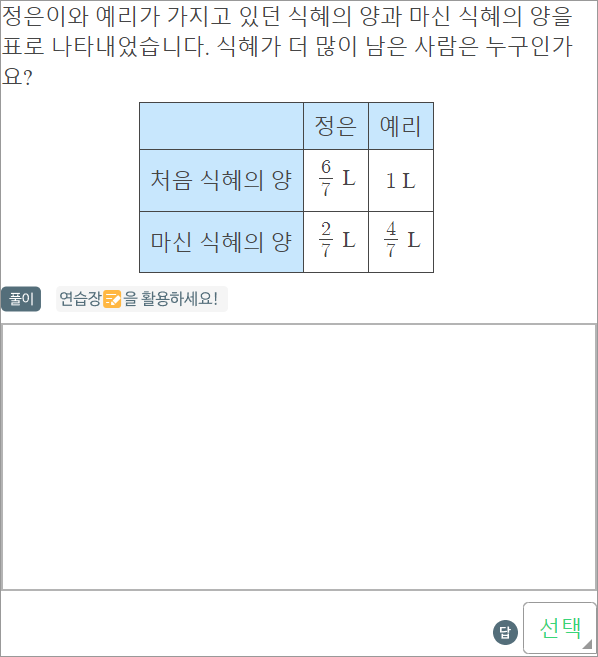 정은이와 예리가 가지고 있던 식혜의 양과 마신 식혜의 양을
표로 나타내었습니다. 식혜가 더 많이 남은 사람은 누구인가
요?
정은 예리
처음 식혜의 양 6/7 L 1 L
마신 식혜의 양 2/7 L 4/7 L
풀이 연습장을 활용하세요!
답 선택